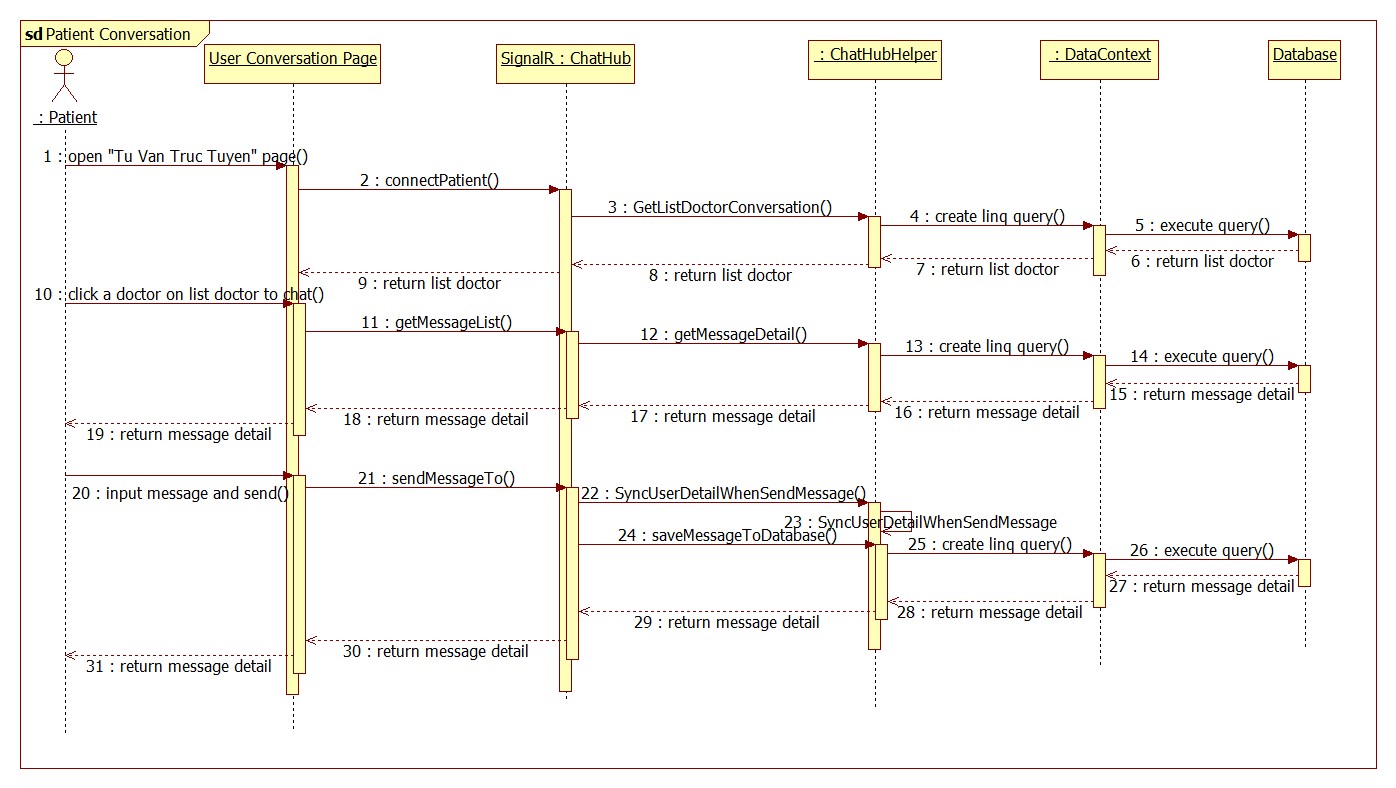 sd Patient Conversation
User Conversation Page
SignalR : ChatHub
: ChatHubHelper
: DataContext
Database
: Patient
1 : open "Tu Van Truc Tuyen" page()
2 : connectPatient()
3 : GetListDoctorConversation()
4 : create linq query()
5 : execute query()
6 : return list doctor
7 : return list doctor
8 : return list doctor
9 : return list doctor
10 : click a doctor on list doctor to chat()
11 : getMessageList()
12 : getMessageDetail()
13 : create linq query()
14 : execute query()
15 : return message detail
16 : return message detail
17 : return message detail
18 : return message detail
19 : return message detail
20 : input message and send()
21 : sendMessageTo()
22 : SyncUserDetailWhenSendMessage()
23 : SyncUserDetailWhenSendMessage
24 : saveMessageToDatabase()
25 : create linq query()
26 : execute query()
27 : return message detail
28 : return message detail
29 : return message detail
30 : return message detail
31 : return message detail